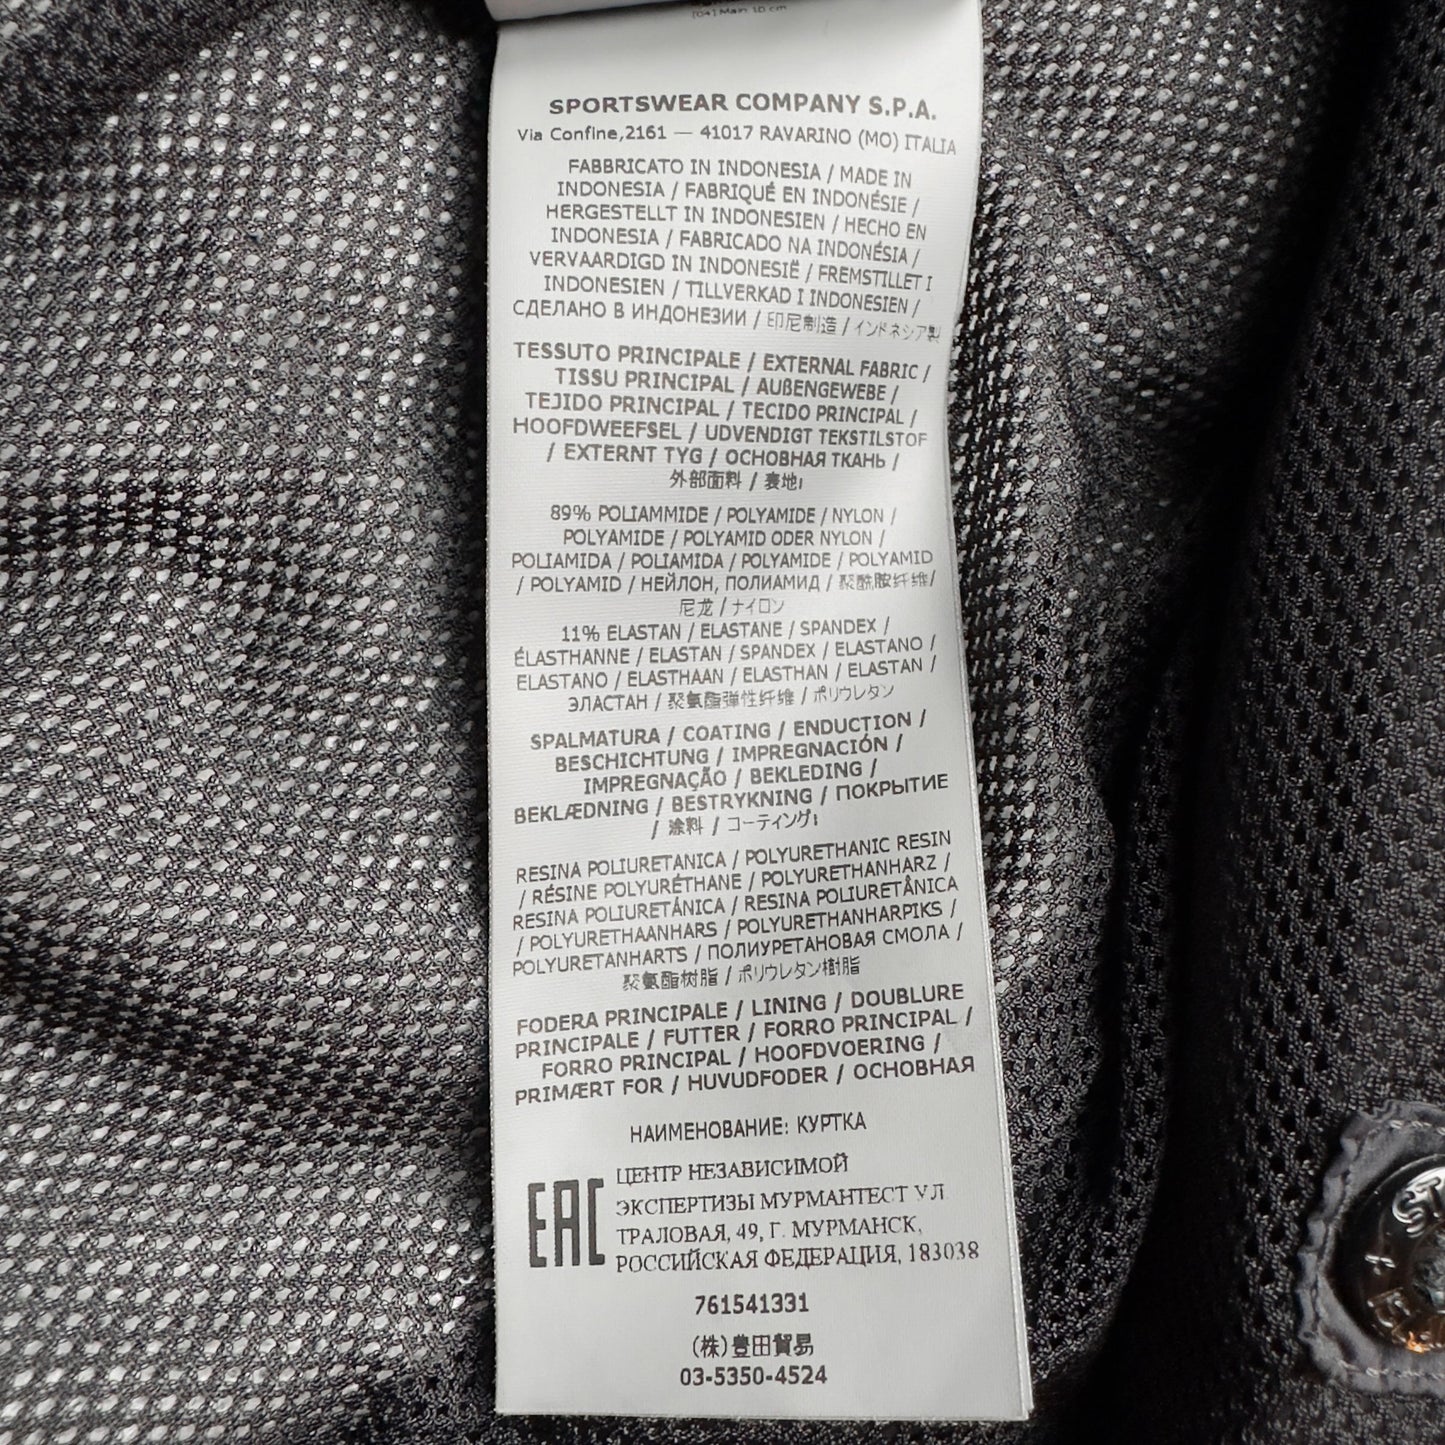 [04] Main 10 cm
SPORTSWEAR COMPANY S.P.A.
Via Confine,2161 — 41017 RAVARINO (MO) ITALIA
FABBRICATO IN INDONESIA / MADE IN
INDONESIA / FABRIQUÉ EN INDONÉSIE /
HERGESTELLT IN INDONESIEN / HECHO EN
INDONESIA / FABRICADO NA INDONÉSIA /
VERVAARDIGD IN INDONESIË / FREMSTILLET I
INDONESIEN / TILLVERKAD I INDONESIEN /
СДЕЛАНО В ИНДОНЕЗИИ / 印尼制造 / インドネシア製
TESSUTO PRINCIPALE / EXTERNAL FABRIC /
TISSU PRINCIPAL / AUßENGEWEBE /
TEJIDO PRINCIPAL / TECIDO PRINCIPAL /
HOOFDWEEFSEL / UDVENDIGT TEKSTILSTOF
/ EXTERNT TYG / ОСНОВНАЯ ТКАНЬ /
外部面料 / 表地
89% POLIAMMIDE / POLYAMIDE / NYLON /
POLYAMIDE / POLYAMID ODER NYLON /
POLIAMIDA / POLIAMIDA / POLYAMIDE / POLYAMID
/ POLYAMID / НЕЙЛОН, ПОЛИАМИД / 聚酰胺纤维/
尼龙 / ナイロン
11% ELASTAN / ELASTANE / SPANDEX /
ÉLASTHANNE / ELASTAN / SPANDEX / ELASTANO /
ELASTANO / ELASTHAAN / ELASTHAN / ELASTAN /
ЭЛАСТАН / 聚氨酯弹性纤维 / ポリウレタン
SPALMATURA / COATING / ENDUCTION /
BESCHICHTUNG / IMPREGNACIÓN /
IMPREGNAÇÃO / BEKLEDING /
BEKLÆDNING / BESTRYKNING / ПОКРЫТИЕ
/ 涂料 / コーティング
RESINA POLIURETANICA / POLYURETHANIC RESIN
/ RÉSINE POLYURÉTHANE / POLYURETHANHARZ /
RESINA POLIURETÁNICA / RESINA POLIURETÂNICA
/ POLYURETHAANHARS / POLYURETHANHARPIKS /
POLYURETANHARTS / ПОЛИУРЕТАНОВАЯ СМОЛА /
聚氨酯树脂 / ポリウレタン樹脂
FODERA PRINCIPALE / LINING / DOUBLURE
PRINCIPALE / FUTTER / FORRO PRINCIPAL /
FORRO PRINCIPAL / HOOFDVOERING /
PRIMÆRT FOR / HUVUDFODER / ОСНОВНАЯ
НАИМЕНОВАНИЕ: КУРТКА
EAC
ЦЕНТР НЕЗАВИСИМОЙ
ЭКСПЕРТИЗЫ МУРМАНТЕСТ УЛ.
ТРАЛОВАЯ, 49, Г. МУРМАНСК,
РОССИЙСКАЯ ФЕДЕРАЦИЯ, 183038
761541331
(株)豊田貿易
03-5350-4524